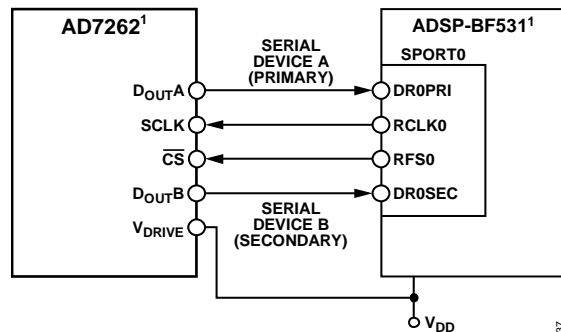 AD7262¹
ADSP-BF531¹
SERIAL
DEVICE A
(PRIMARY)
SPORT0
DOUTA
DR0PRI
SCLK
RCLK0
CS
RFS0
DOUTB
DR0SEC
SERIAL
DEVICE B
(SECONDARY)
VDRIVE
VDD
37